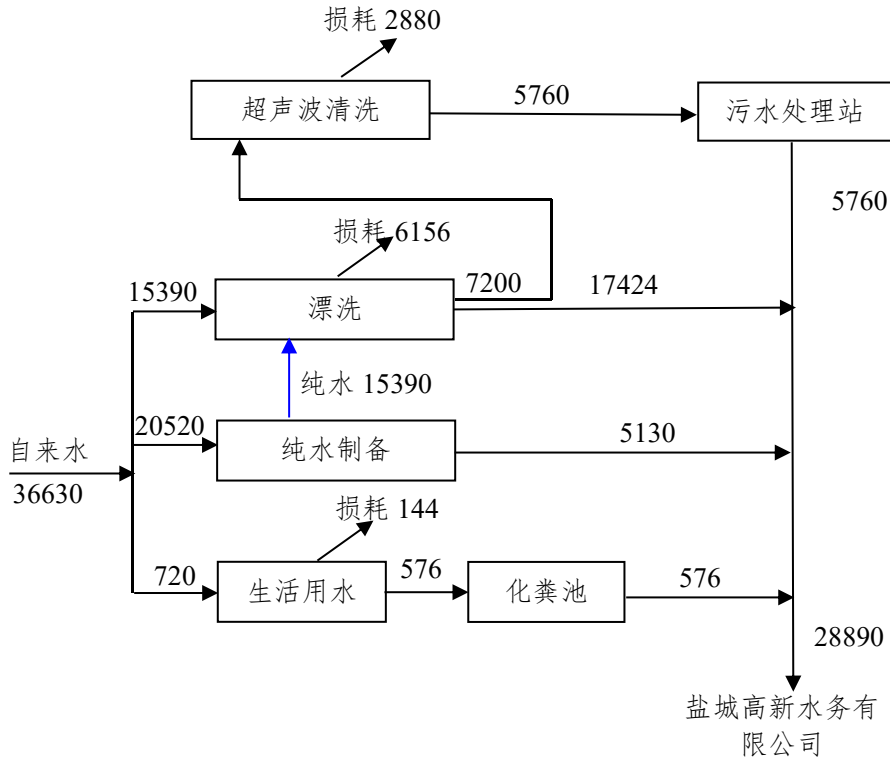 损耗 2880
超声波清洗
5760
污水处理站
5760
损耗 6156
15390
漂洗
7200
17424
纯水 15390
20520
纯水制备
5130
自来水
36630
损耗 144
720
生活用水
576
化粪池
576
28890
盐城高新水务有
限公司